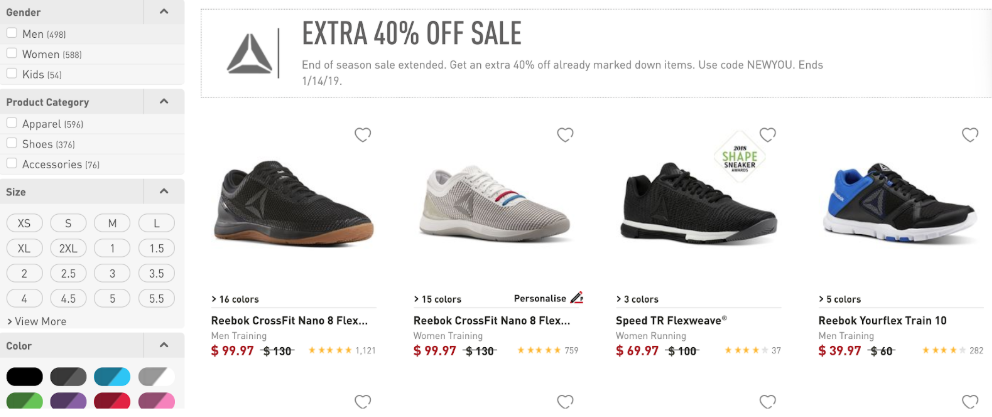 Gender
Men (498)
Women (588)
Kids (54)
Product Category
Apparel (596)
Shoes (376)
Accessories (76)
Size
XS S M L
XL 2XL 1 1.5
2 2.5 3 3.5
4 4.5 5 5.5
> View More
Color
EXTRA 40% OFF SALE
End of season sale extended. Get an extra 40% off already marked down items. Use code NEWYOU. Ends
1/14/19.
2018
SHAPE
SNEAKER
AWARDS
> 16 colors
Reebok CrossFit Nano 8 Flex...
Men Training
$ 99.97 $ 130 1,121
> 15 colors Personalise
Reebok CrossFit Nano 8 Flex...
Women Training
$ 99.97 $ 130 759
> 3 colors
Speed TR Flexweave®
Women Running
$ 69.97 $ 100 37
> 5 colors
Reebok Yourflex Train 10
Men Training
$ 39.97 $ 60 282